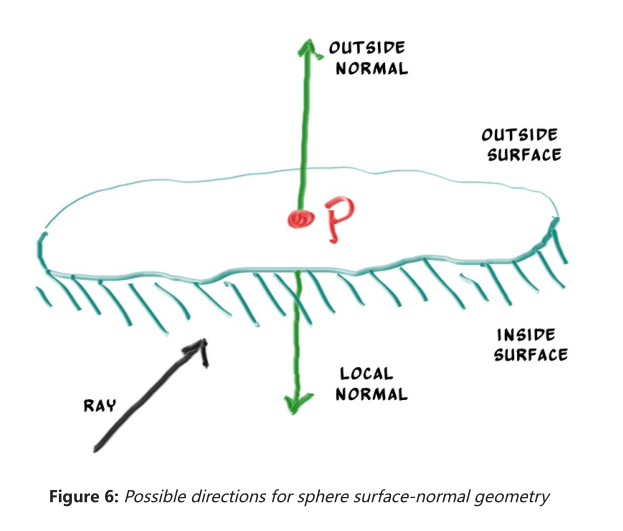 OUTSIDE
NORMAL
OUTSIDE
SURFACE
P
INSIDE
SURFACE
LOCAL
NORMAL
RAY
Figure 6: Possible directions for sphere surface-normal geometry